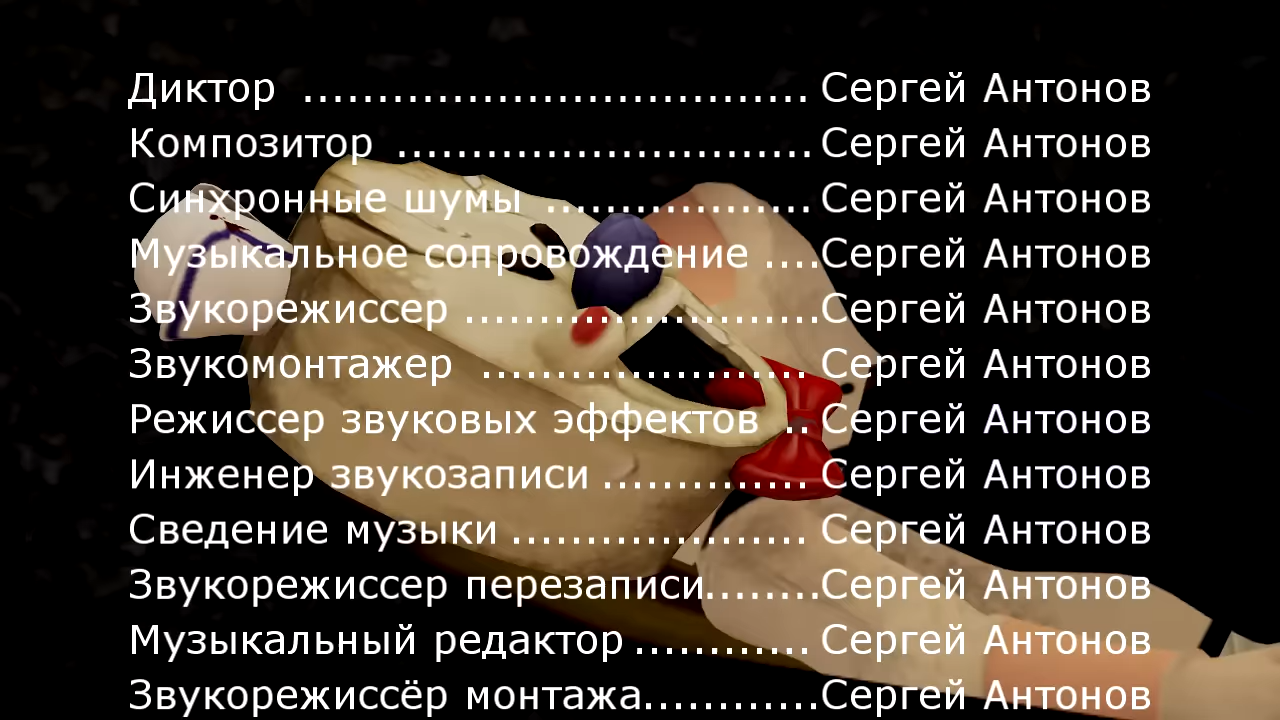 Диктор .................................. Сергей Антонов
Композитор ............................Сергей Антонов
Синхронные шумы .................. Сергей Антонов
Музыкальное сопровождение ....Сергей Антонов
Звукорежиссер ........................Сергей Антонов
Звукомонтажер ...................... Сергей Антонов
Режиссер звуковых эффектов .. Сергей Антонов
Инженер звукозаписи .............. Сергей Антонов
Сведение музыки .................... Сергей Антонов
Звукорежиссер перезаписи........Сергей Антонов
Музыкальный редактор ............ Сергей Антонов
Звукорежиссёр монтажа............Сергей Антонов